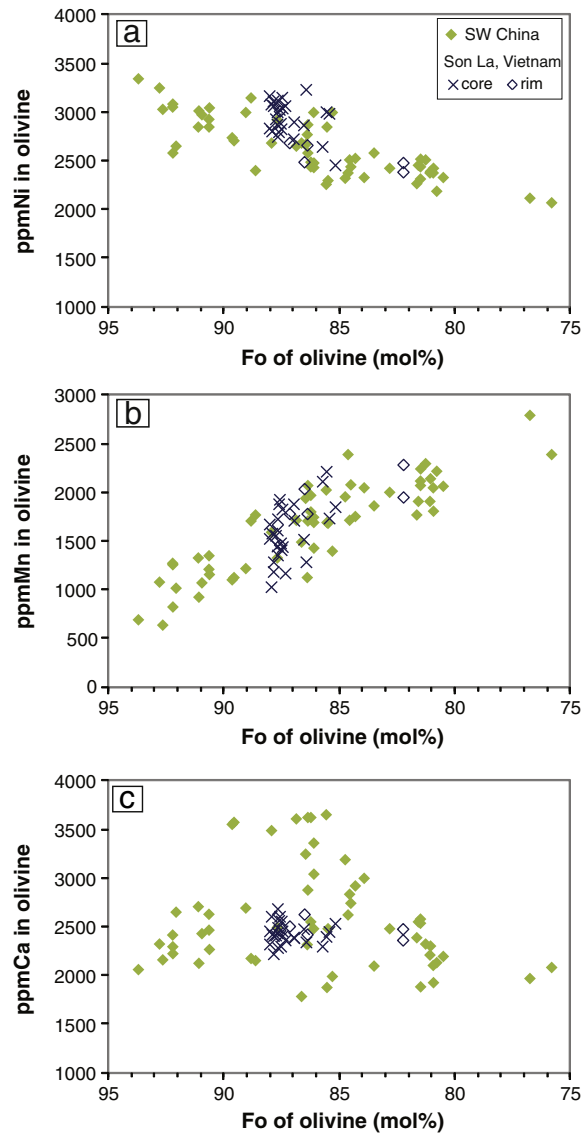 a
SW China
Son La, Vietnam
core rim
4000
3500
3000
2500
2000
1500
1000
ppmNi in olivine
95 90 85 80 75
Fo of olivine (mol%)
b
3000
2500
2000
1500
1000
500
0
ppmMn in olivine
95 90 85 80 75
Fo of olivine (mol%)
c
4000
3500
3000
2500
2000
1500
1000
ppmCa in olivine
95 90 85 80 75
Fo of olivine (mol%)